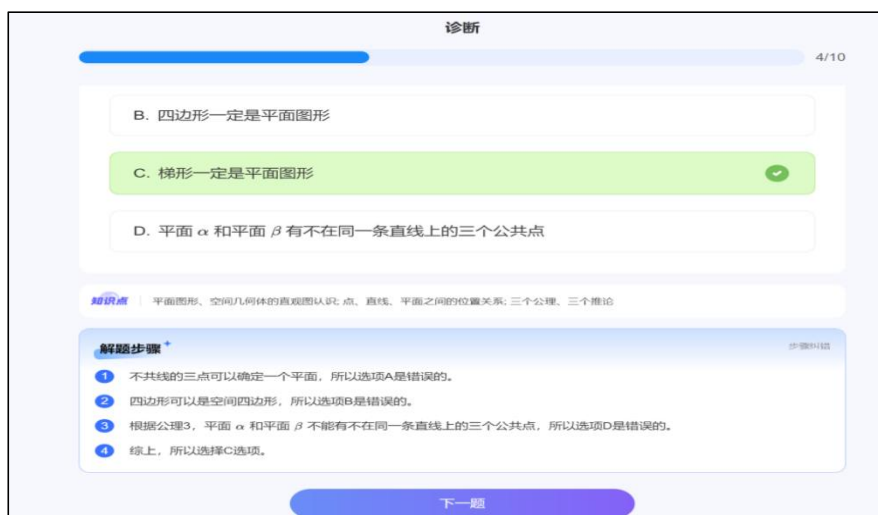 诊断
4/10
B. 四边形一定是平面图形
C. 梯形一定是平面图形
D. 平面 α 和平面 β 有不在同一条直线上的三个公共点
知识点 平面图形、空间几何体的直观图认识; 点、直线、平面之间的位置关系; 三个公理、三个推论
解题步骤 步骤纠错
1 不共线的三点可以确定一个平面，所以选项A是错误的。
2 四边形可以是空间四边形，所以选项B是错误的。
3 根据公理3，平面 α 和平面 β 不能有不在同一条直线上的三个公共点，所以选项D是错误的。
4 综上，所以选择C选项。
下一题